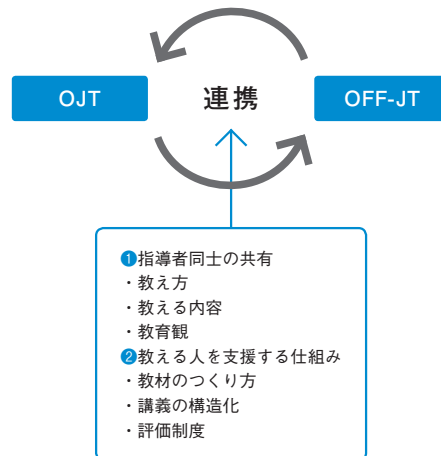 OJT
連携
OFF-JT
❶指導者同士の共有
・教え方
・教える内容
・教育観
❷教える人を支援する仕組み
・教材のつくり方
・講義の構造化
・評価制度